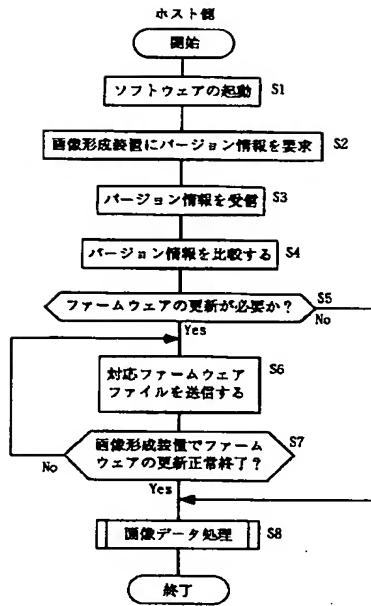 ホスト側
開始
ソフトウェアの起動 S1
画像形成装置にバージョン情報を要求 S2
バージョン情報を受信 S3
バージョン情報を比較する S4
ファームウェアの更新が必要か? S5
Yes
No
対応ファームウェア S6
ファイルを送信する
画像形成装置でファーム S7
ウェアの更新正常終了?
No
Yes
画像データ処理 S8
終了